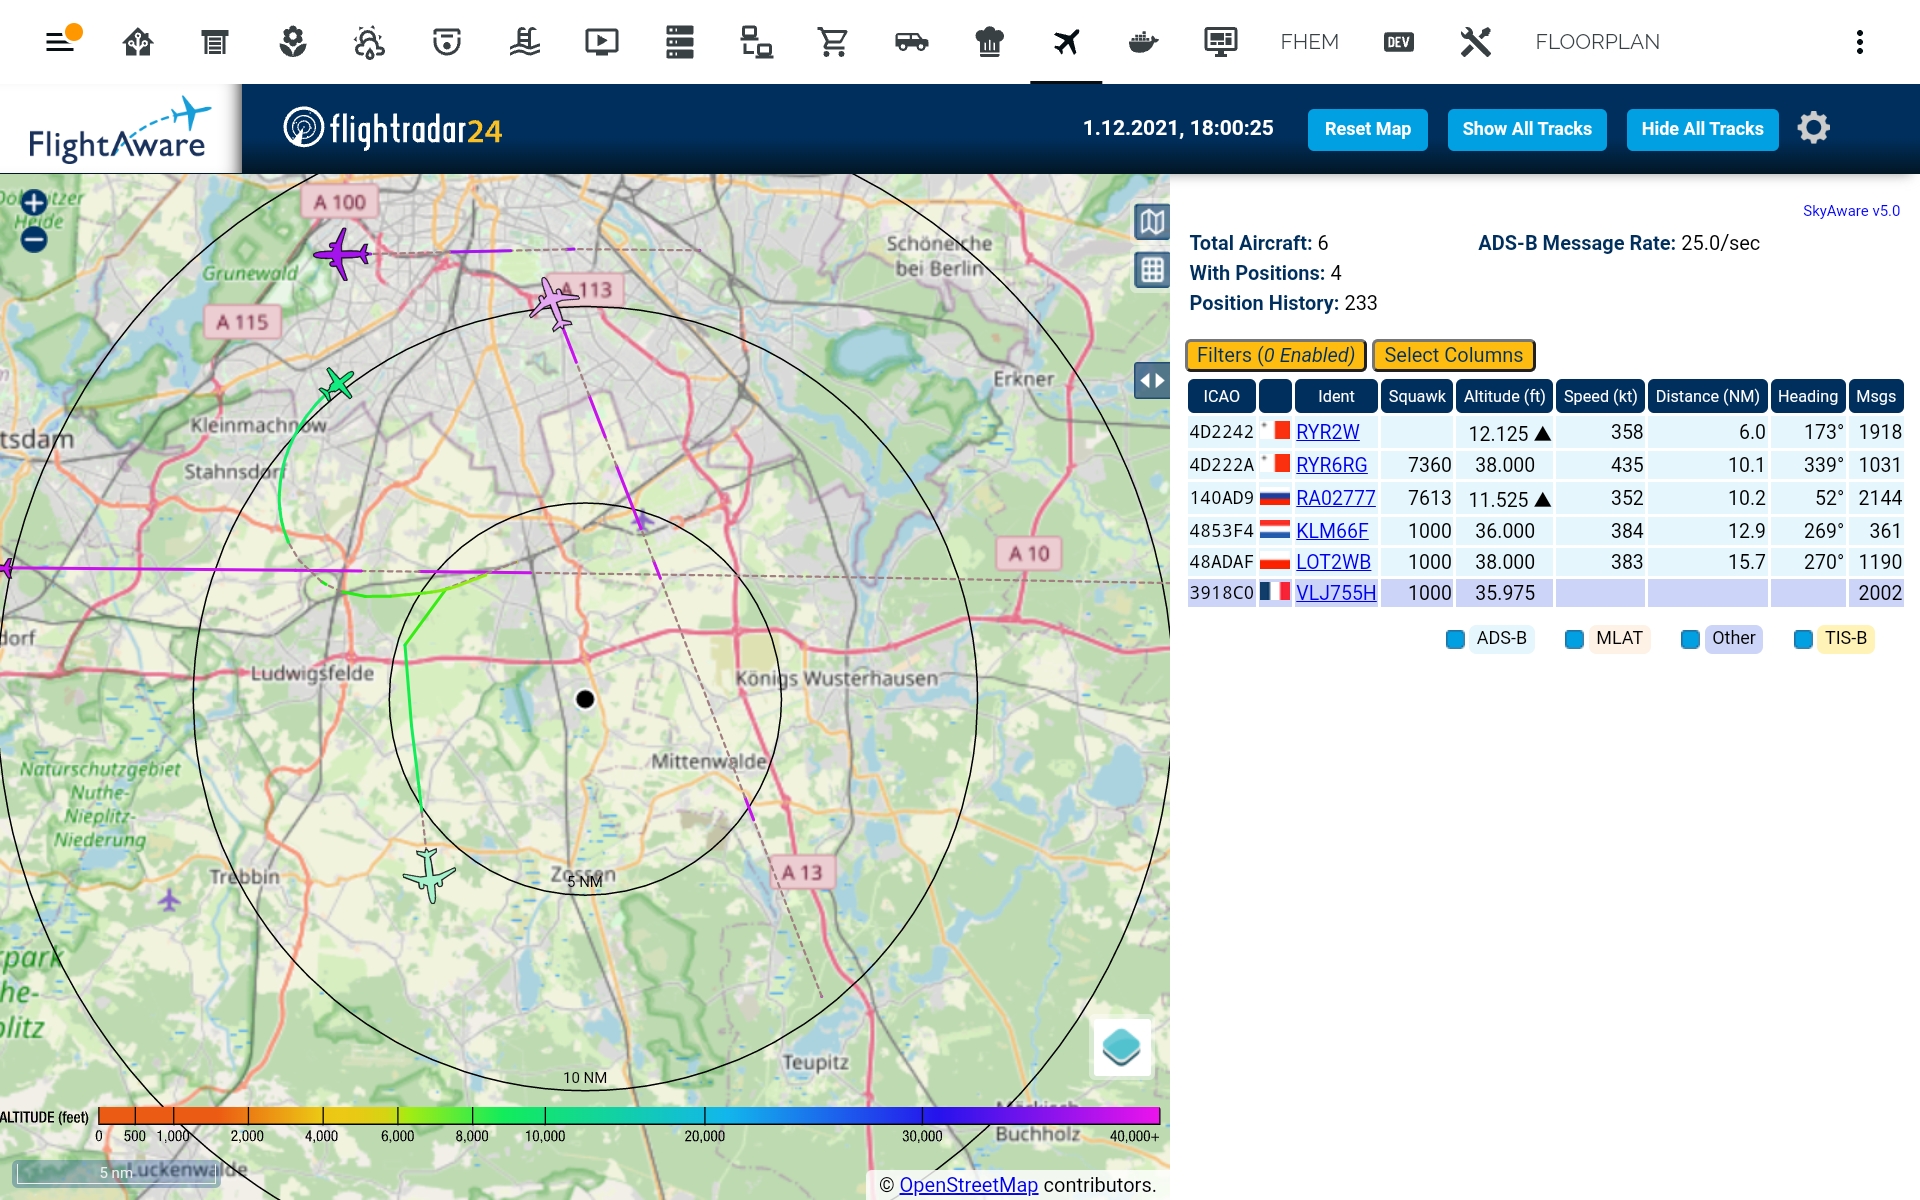 DEV
FHEM
FLOORPLAN
FlightAware
flightradar24
1.12.2021, 18:00:25
Reset Map
Show All Tracks
Hide All Tracks
SkyAware v5.0
Total Aircraft: 6
ADS-B Message Rate: 25.0/sec
With Positions: 4
Position History: 233
Filters (0 Enabled)
Select Columns
ICAO Ident Squawk Altitude (ft) Speed (kt) Distance (NM) Heading Msgs
4D2242 RYR2W 12.125 ▲ 358 6.0 173° 1918
4D222A RYR6RG 7360 38.000 435 10.1 339° 1031
140AD9 RA02777 7613 11.525 ▲ 352 10.2 52° 2144
4853F4 KLM66F 1000 36.000 384 12.9 269° 361
48ADAF LOT2WB 1000 38.000 383 15.7 270° 1190
3918C0 VLJ755H 1000 35.975 2002
ADS-B MLAT Other TIS-B
Heide
A 100
Grunewald
Schöneiche
bei Berlin
A 113
A 115
Erkner
Kleinmachnow
tsdam
Stahnsdorf
A 10
dorf
Ludwigsfelde
Königs Wusterhausen
Mittenwalde
Naturschutzgebiet
Nuthe-
Nieplitz-
Niederung
Trebbin
Zossen
5 NM
A 13
park
he-
plitz
Teupitz
10 NM
Buchholz
ALTITUDE (feet)
0 500 1,000 2,000 4,000 6,000 8,000 10,000 20,000 30,000 40,000+
5 nm
Luckenwalde
© OpenStreetMap contributors.